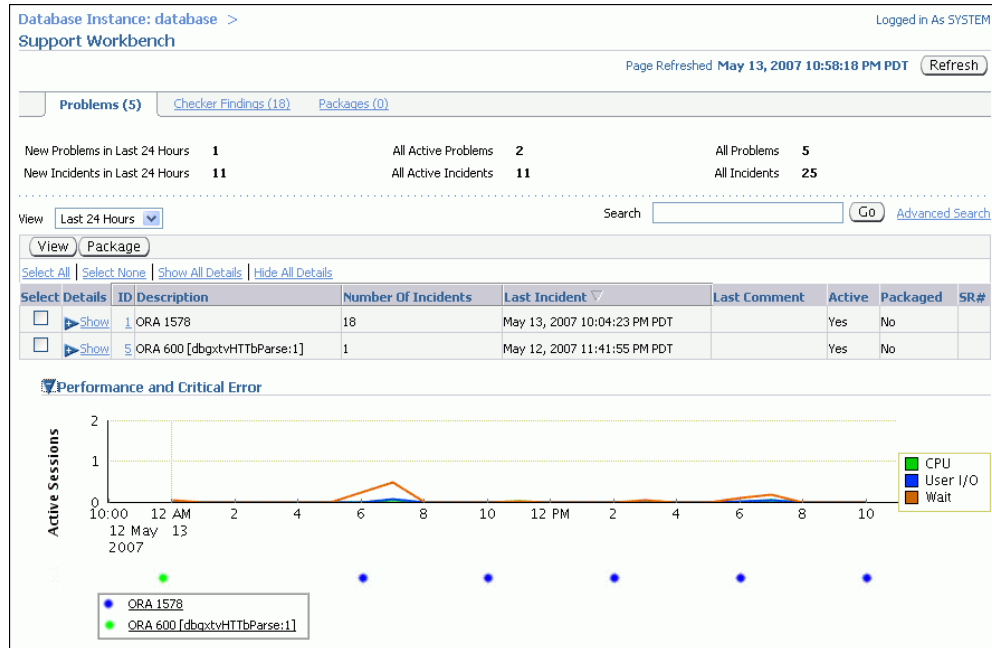 Database Instance: database >
Logged in As SYSTEM
Support Workbench
Page Refreshed May 13, 2007 10:58:18 PM PDT Refresh
Problems (5) Checker Findings (18) Packages (0)
New Problems in Last 24 Hours 1 All Active Problems 2 All Problems 5
New Incidents in Last 24 Hours 11 All Active Incidents 11 All Incidents 25
View Last 24 Hours Search Go Advanced Search
View Package
Select All | Select None | Show All Details | Hide All Details
Select Details ID Description Number Of Incidents Last Incident Last Comment Active Packaged SR#
Show 1 ORA 1578 18 May 13, 2007 10:04:23 PM PDT Yes No
Show 5 ORA 600 [dbgxtvHTTbParse:1] 1 May 12, 2007 11:41:55 PM PDT Yes No
Performance and Critical Error
Active Sessions
2
1
0
CPU
User I/O
Wait
10:00 12 AM 2 4 6 8 10 12 PM 2 4 6 8 10
12 May 13
2007
ORA 1578
ORA 600 [dbgxtvHTTbParse:1]